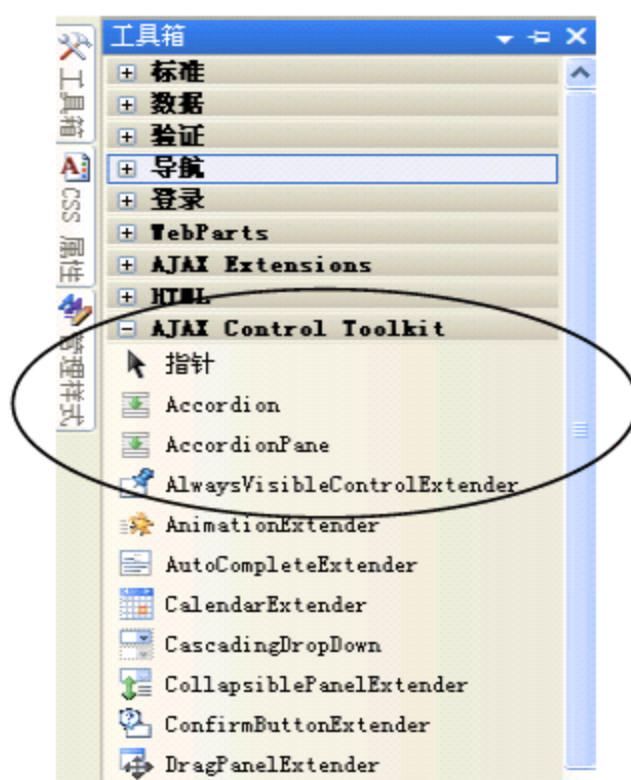 工具箱
标准
数据
验证
导航
登录
WebParts
AJAX Extensions
HTML
AJAX Control Toolkit
指针
Accordion
AccordionPane
AlwaysVisibleControlExtender
AnimationExtender
AutoCompleteExtender
CalendarExtender
CascadingDropDown
CollapsiblePanelExtender
ConfirmButtonExtender
DragPanelExtender
工具箱
CSS 属性
管理样式